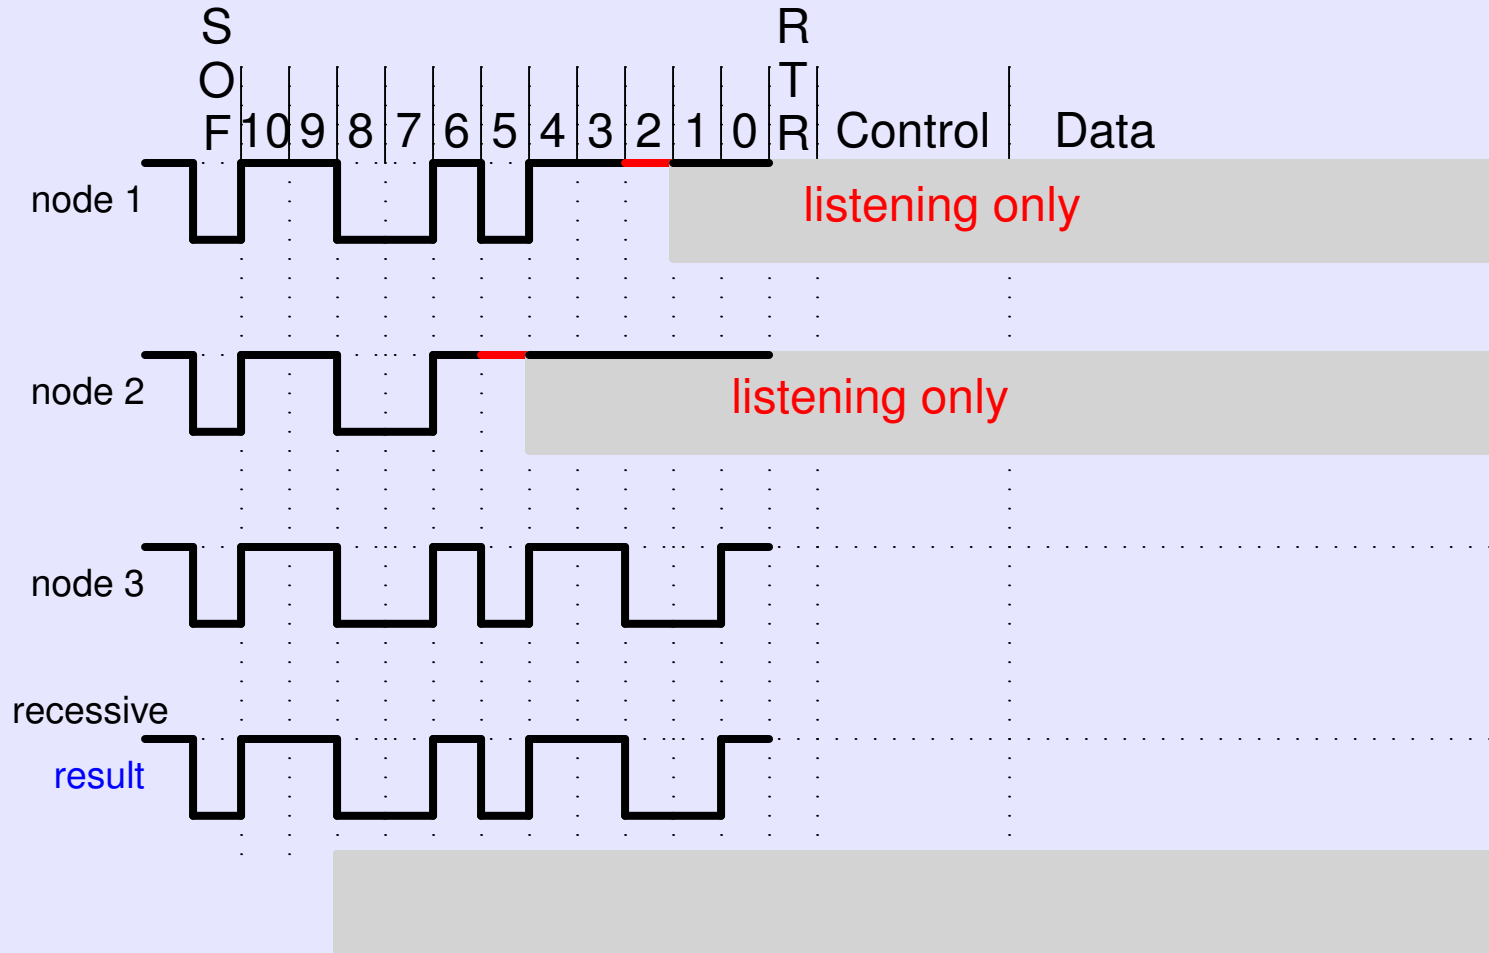 S R
O T
F 10 9 8 7 6 5 4 3 2 1 0 R Control Data
node 1 listening only
node 2 listening only
node 3
recessive
result